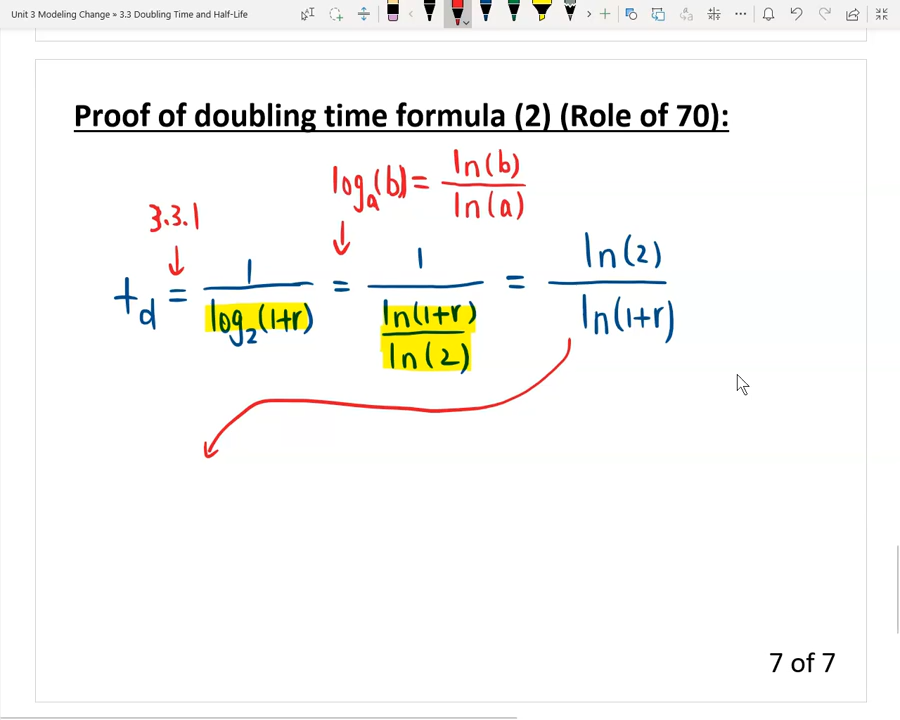 Unit 3 Modeling Change » 3.3 Doubling Time and Half-Life
Proof of doubling time formula (2) (Role of 70):
logₐ(b) = ln(b) / ln(a)
3.3.1
t_d = 1 / log₂(1+r) = 1 / (ln(1+r) / ln(2)) = ln(2) / ln(1+r)
7 of 7